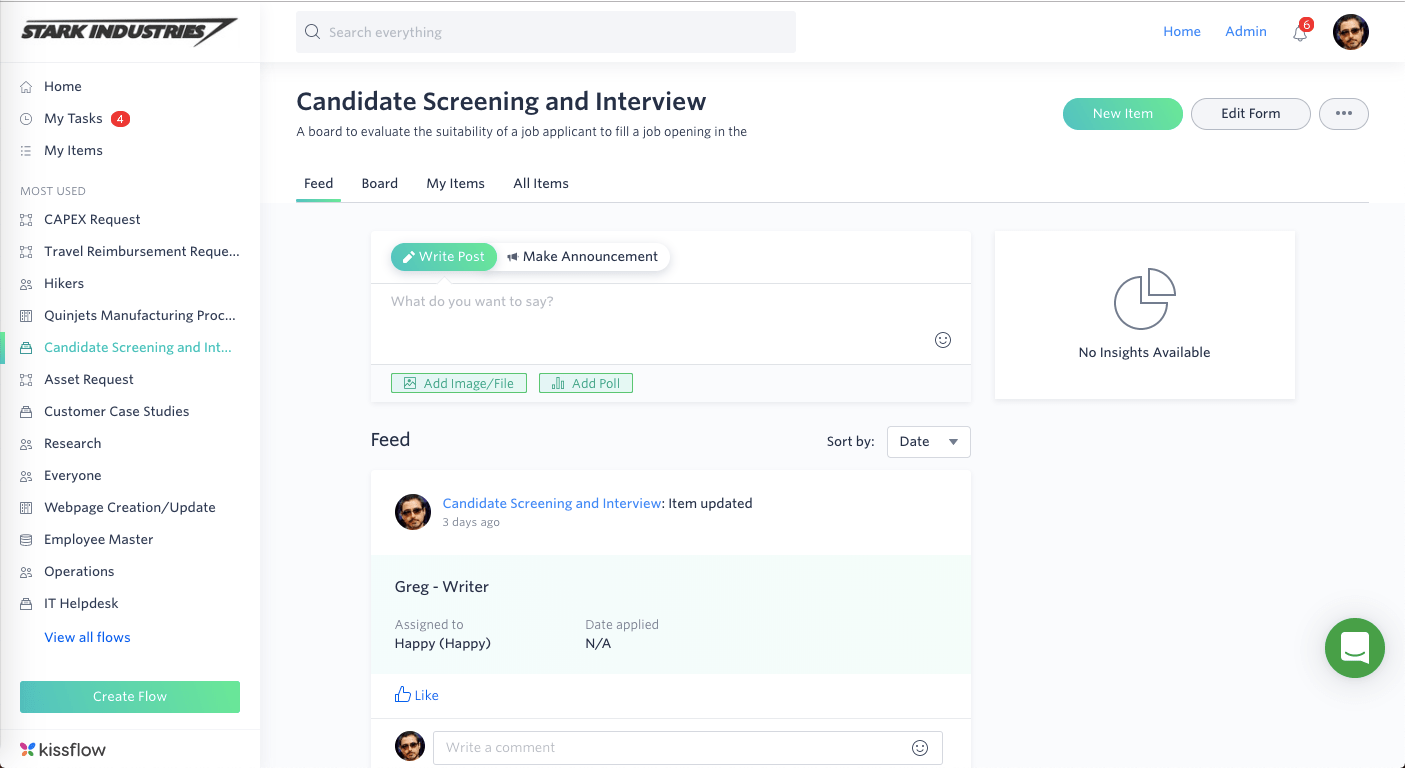 STARK INDUSTRIES
Search everything
Home
Admin
6
Home
My Tasks 4
My Items
MOST USED
CAPEX Request
Travel Reimbursement Reque...
Hikers
Quinjets Manufacturing Proc...
Candidate Screening and Int...
Asset Request
Customer Case Studies
Research
Everyone
Webpage Creation/Update
Employee Master
Operations
IT Helpdesk
View all flows
Create Flow
kissflow
Candidate Screening and Interview
A board to evaluate the suitability of a job applicant to fill a job opening in the
New Item
Edit Form
Feed
Board
My Items
All Items
Write Post
Make Announcement
What do you want to say?
Add Image/File
Add Poll
No Insights Available
Feed
Sort by:
Date
Candidate Screening and Interview: Item updated
3 days ago
Greg - Writer
Assigned to
Happy (Happy)
Date applied
N/A
Like
Write a comment